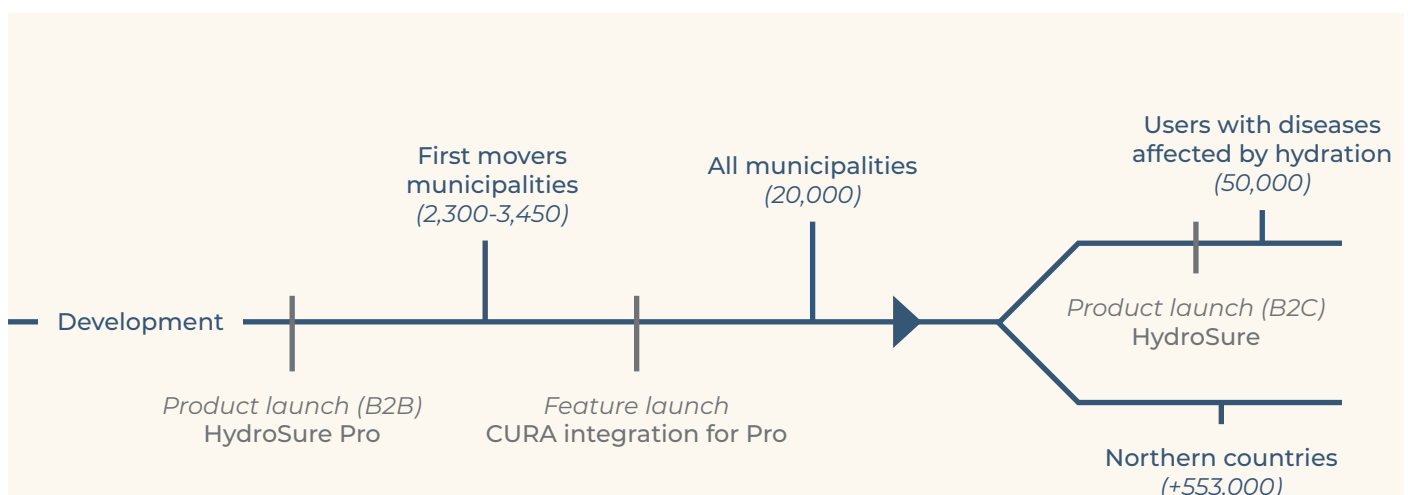 Users with diseases
affected by hydration
(50,000)
First movers
municipalities
(2,300-3,450)
All municipalities
(20,000)
Development
Product launch (B2C)
HydroSure
Product launch (B2B)
HydroSure Pro
Feature launch
CURA integration for Pro
Northern countries
(+553,000)